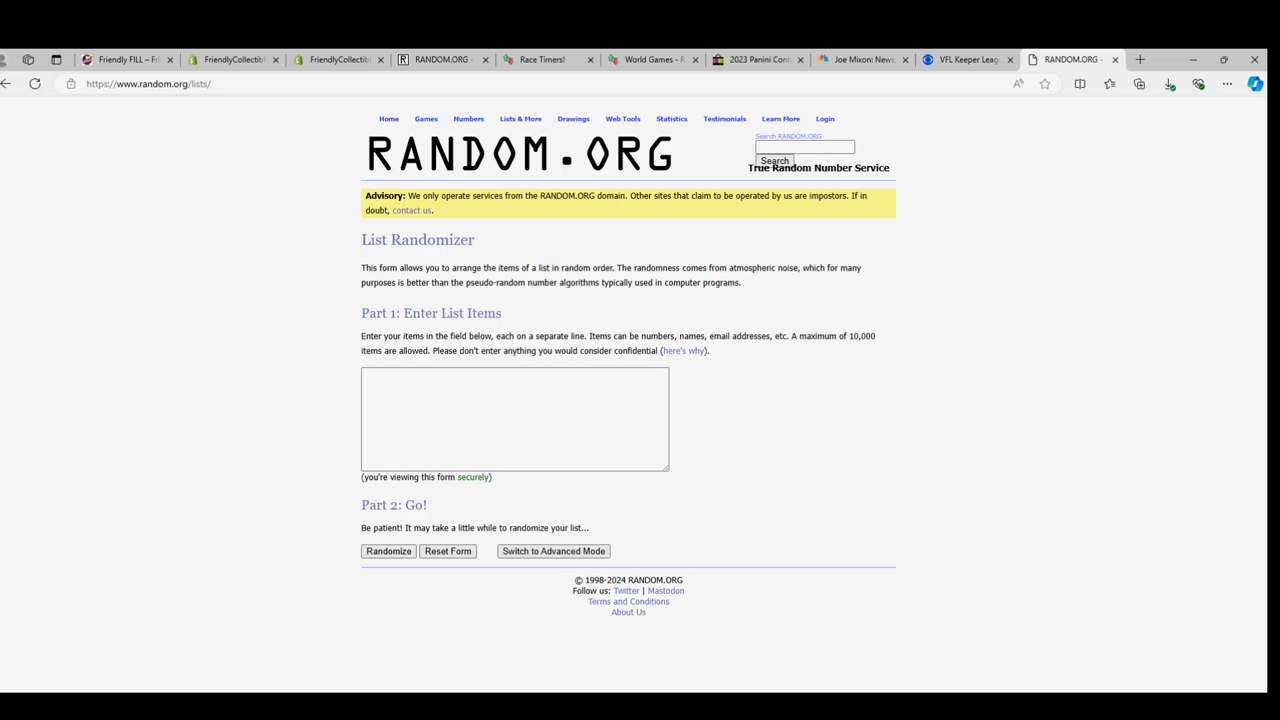 Friendly FILL – Fri
FriendlyCollectibl
FriendlyCollectibl
RANDOM.ORG -
Race Timers!
World Games - R
2023 Panini Cont
Joe Mixon: News,
VFL Keeper Leag
RANDOM.ORG -
https://www.random.org/lists/
Home Games Numbers Lists & More Drawings Web Tools Statistics Testimonials Learn More Login
RANDOM.ORG
Search RANDOM.ORG
Search
True Random Number Service
Advisory: We only operate services from the RANDOM.ORG domain. Other sites that claim to be operated by us are impostors. If in
doubt, contact us.
List Randomizer
This form allows you to arrange the items of a list in random order. The randomness comes from atmospheric noise, which for many
purposes is better than the pseudo-random number algorithms typically used in computer programs.
Part 1: Enter List Items
Enter your items in the field below, each on a separate line. Items can be numbers, names, email addresses, etc. A maximum of 10,000
items are allowed. Please don't enter anything you would consider confidential (here's why).
(you're viewing this form securely)
Part 2: Go!
Be patient! It may take a little while to randomize your list...
Randomize Reset Form Switch to Advanced Mode
© 1998-2024 RANDOM.ORG
Follow us: Twitter | Mastodon
Terms and Conditions
About Us